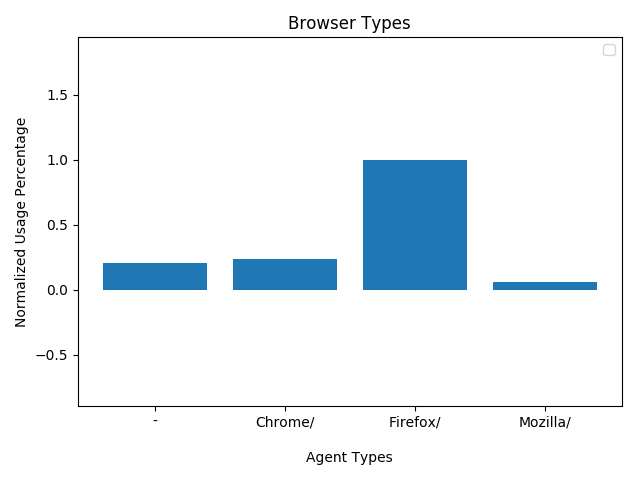 Browser Types
Normalized Usage Percentage
1.5
1.0
0.5
0.0
−0.5
-
Chrome/
Firefox/
Mozilla/
Agent Types